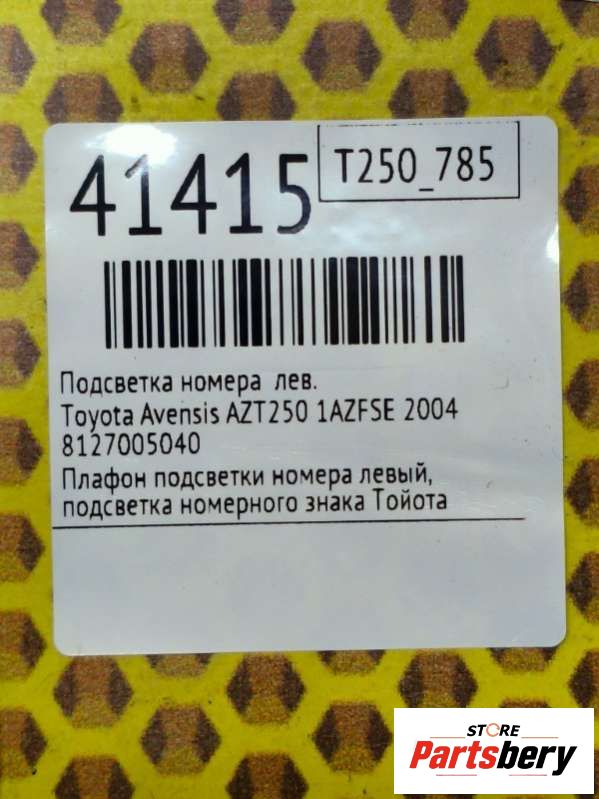 41415
T250_785
Подсветка номера лев.
Toyota Avensis AZT250 1AZFSE 2004
8127005040
Плафон подсветки номера левый,
подсветка номерного знака Тойота
STORE
Partsbery